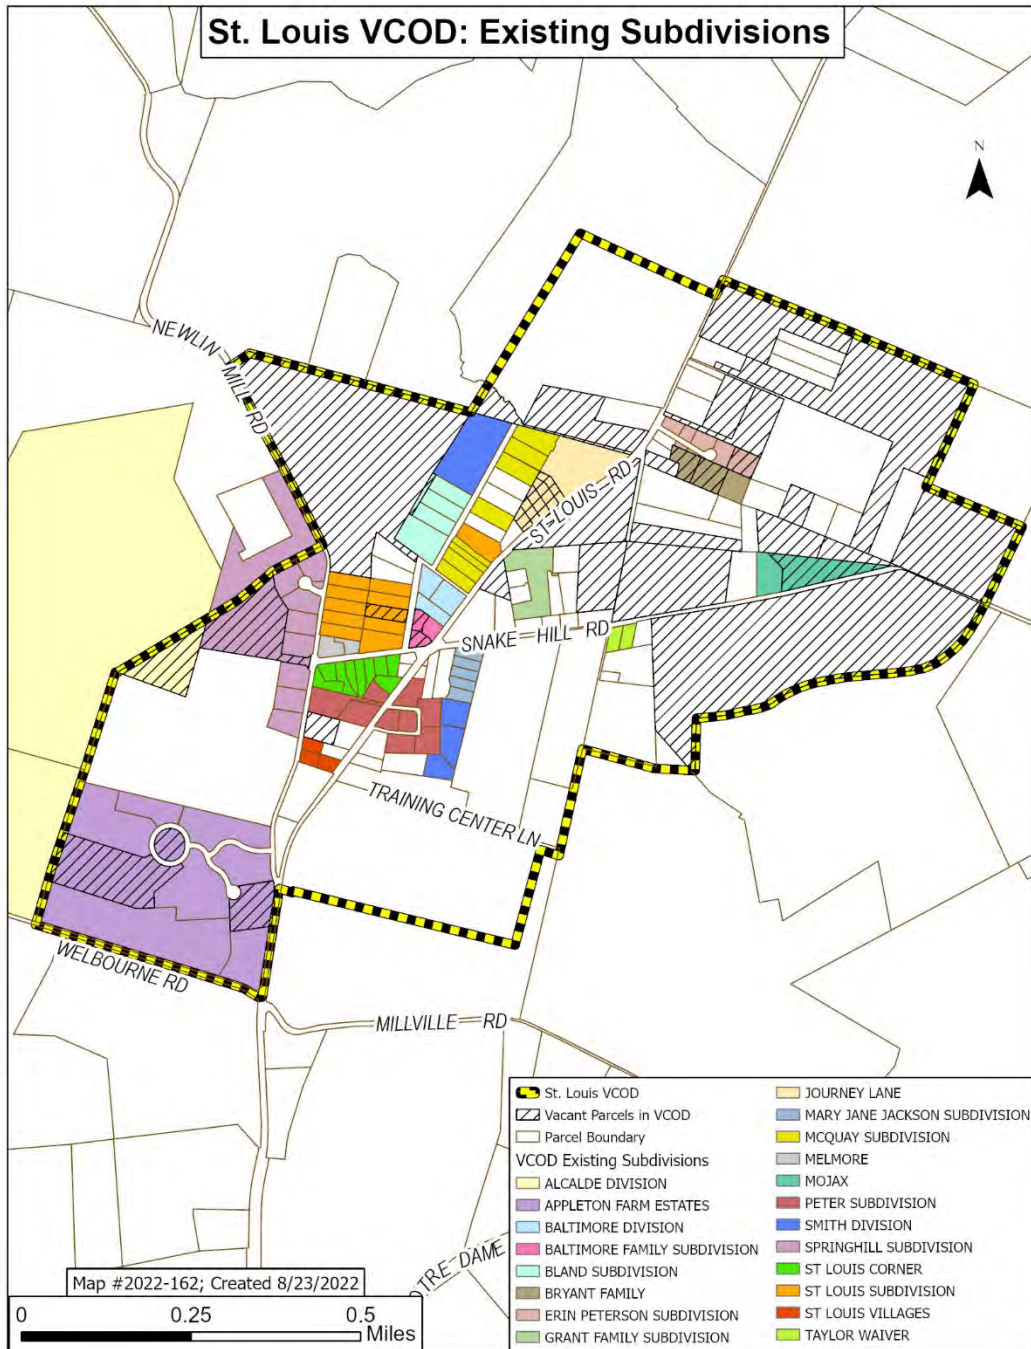 St. Louis VCOD: Existing Subdivisions
N
NEWLIN MILL RD
ST LOUIS RD
SNAKE HILL RD
TRAINING CENTER LN
WELBOURNE RD
MILLVILLE RD
TRE DAME
St. Louis VCOD
Vacant Parcels in VCOD
Parcel Boundary
VCOD Existing Subdivisions
ALCALDE DIVISION
APPLETON FARM ESTATES
BALTIMORE DIVISION
BALTIMORE FAMILY SUBDIVISION
BLAND SUBDIVISION
BRYANT FAMILY
ERIN PETERSON SUBDIVISION
GRANT FAMILY SUBDIVISION
JOURNEY LANE
MARY JANE JACKSON SUBDIVISION
MCQUAY SUBDIVISION
MELMORE
MOJAX
PETER SUBDIVISION
SMITH DIVISION
SPRINGHILL SUBDIVISION
ST LOUIS CORNER
ST LOUIS SUBDIVISION
ST LOUIS VILLAGES
TAYLOR WAIVER
Map #2022-162; Created 8/23/2022
0 0.25 0.5
Miles